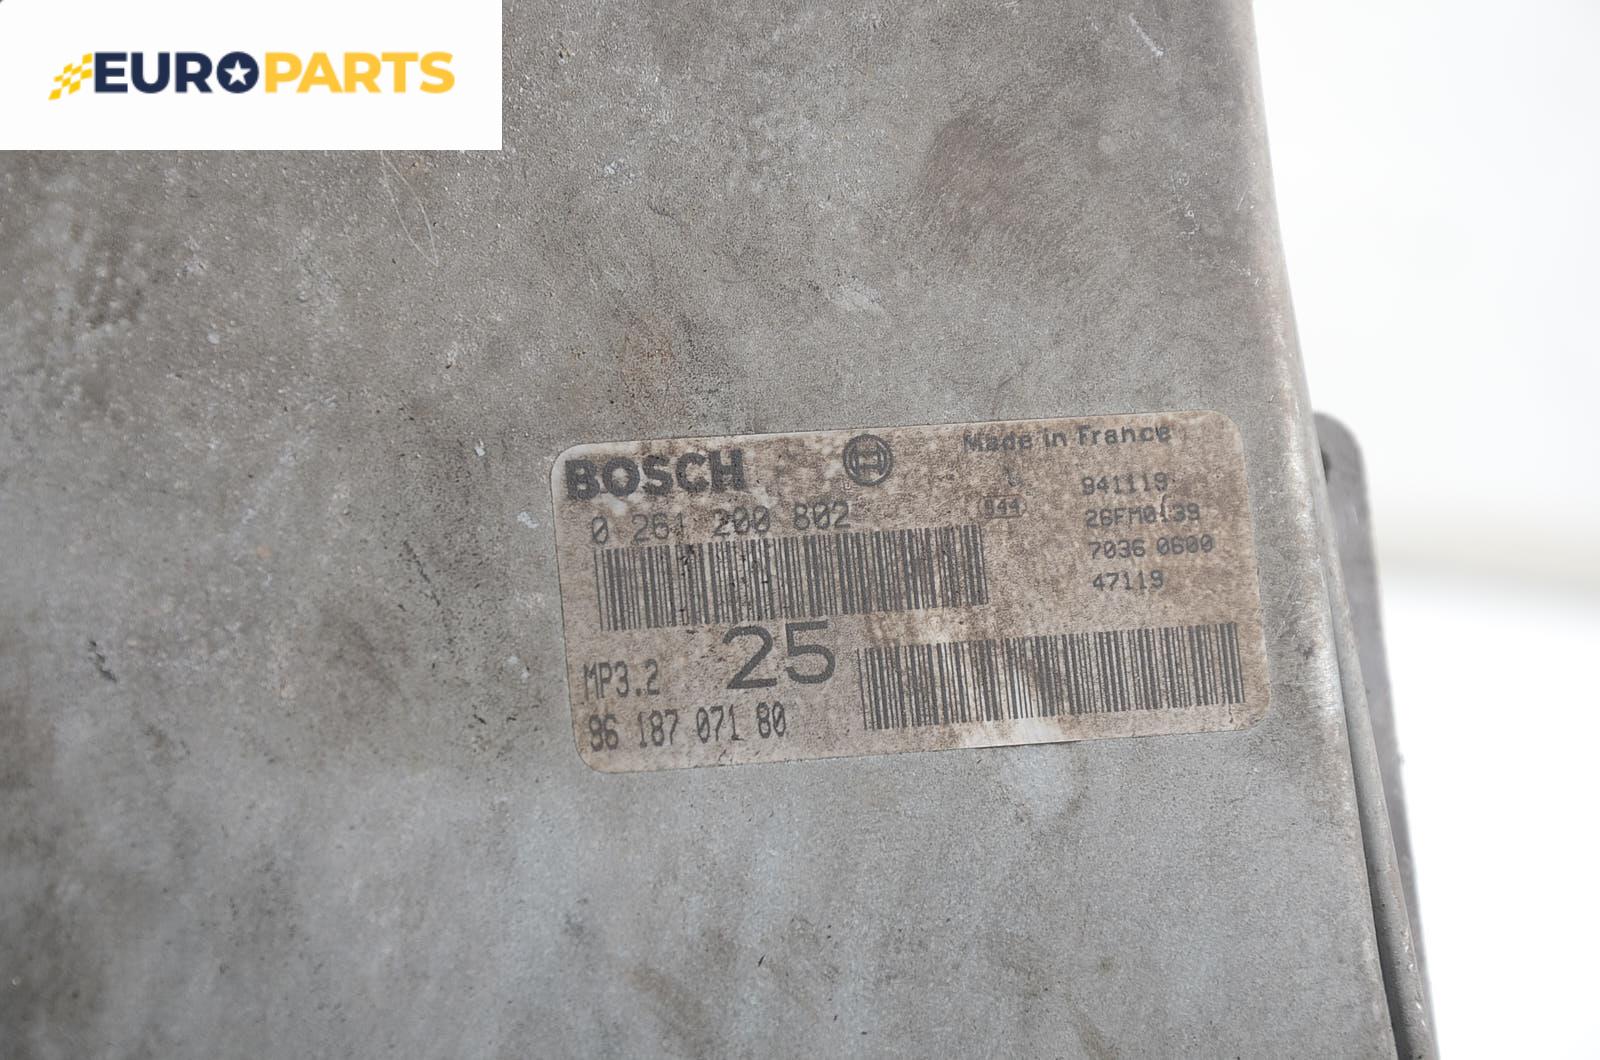 EUROPARTS
BOSCH
Made in France
0 261 200 802
944
941119
26FM0139
7036 0600
47119
MP3.2
25
96 187 071 80